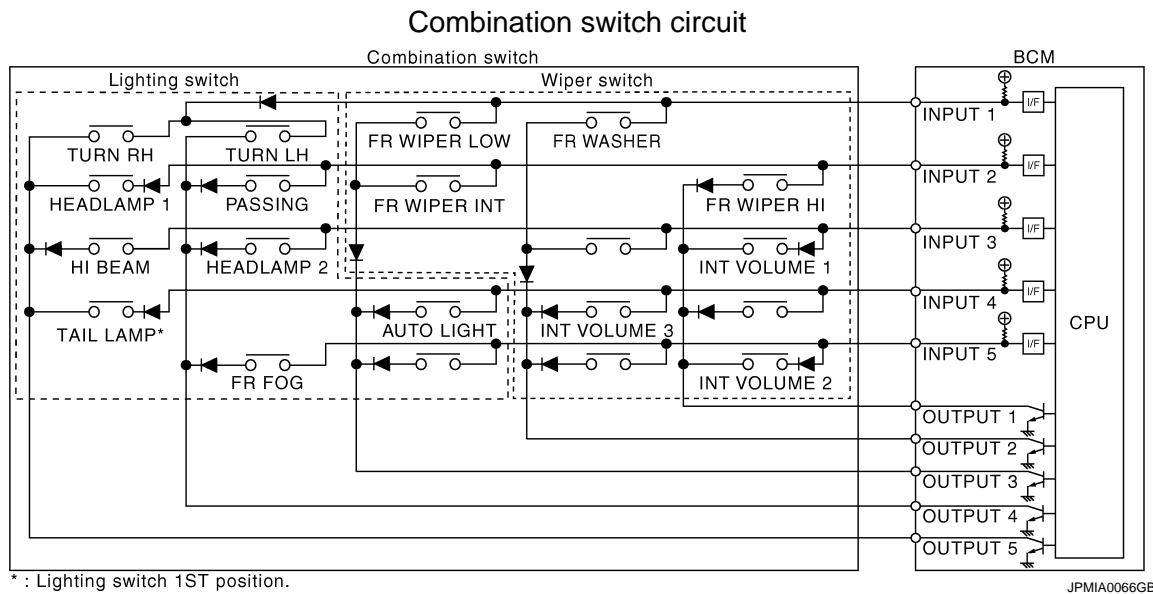 Combination switch circuit
Combination switch
BCM
Lighting switch
Wiper switch
INPUT 1
I/F
TURN RH
TURN LH
FR WIPER LOW
FR WASHER
INPUT 2
I/F
HEADLAMP 1
PASSING
FR WIPER INT
FR WIPER HI
INPUT 3
I/F
HI BEAM
HEADLAMP 2
INT VOLUME 1
INPUT 4
I/F
TAIL LAMP*
AUTO LIGHT
INT VOLUME 3
CPU
INPUT 5
I/F
FR FOG
INT VOLUME 2
OUTPUT 1
OUTPUT 2
OUTPUT 3
OUTPUT 4
OUTPUT 5
* : Lighting switch 1ST position.
JPMIA0066GB